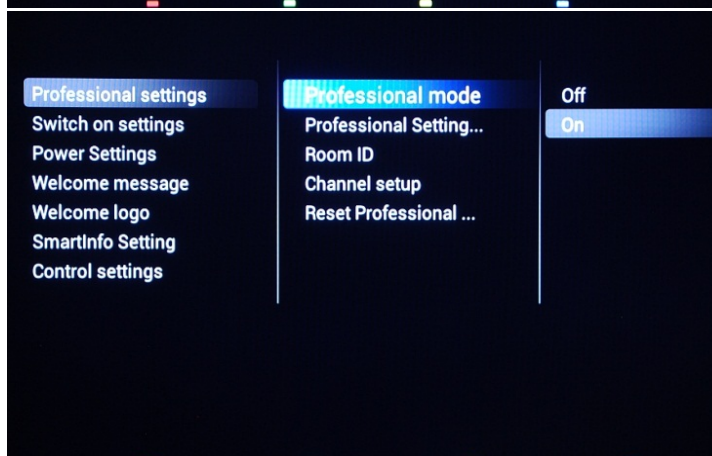 Professional settings
Switch on settings
Power Settings
Welcome message
Welcome logo
SmartInfo Setting
Control settings
Professional mode
Professional Setting...
Room ID
Channel setup
Reset Professional ...
Off
On